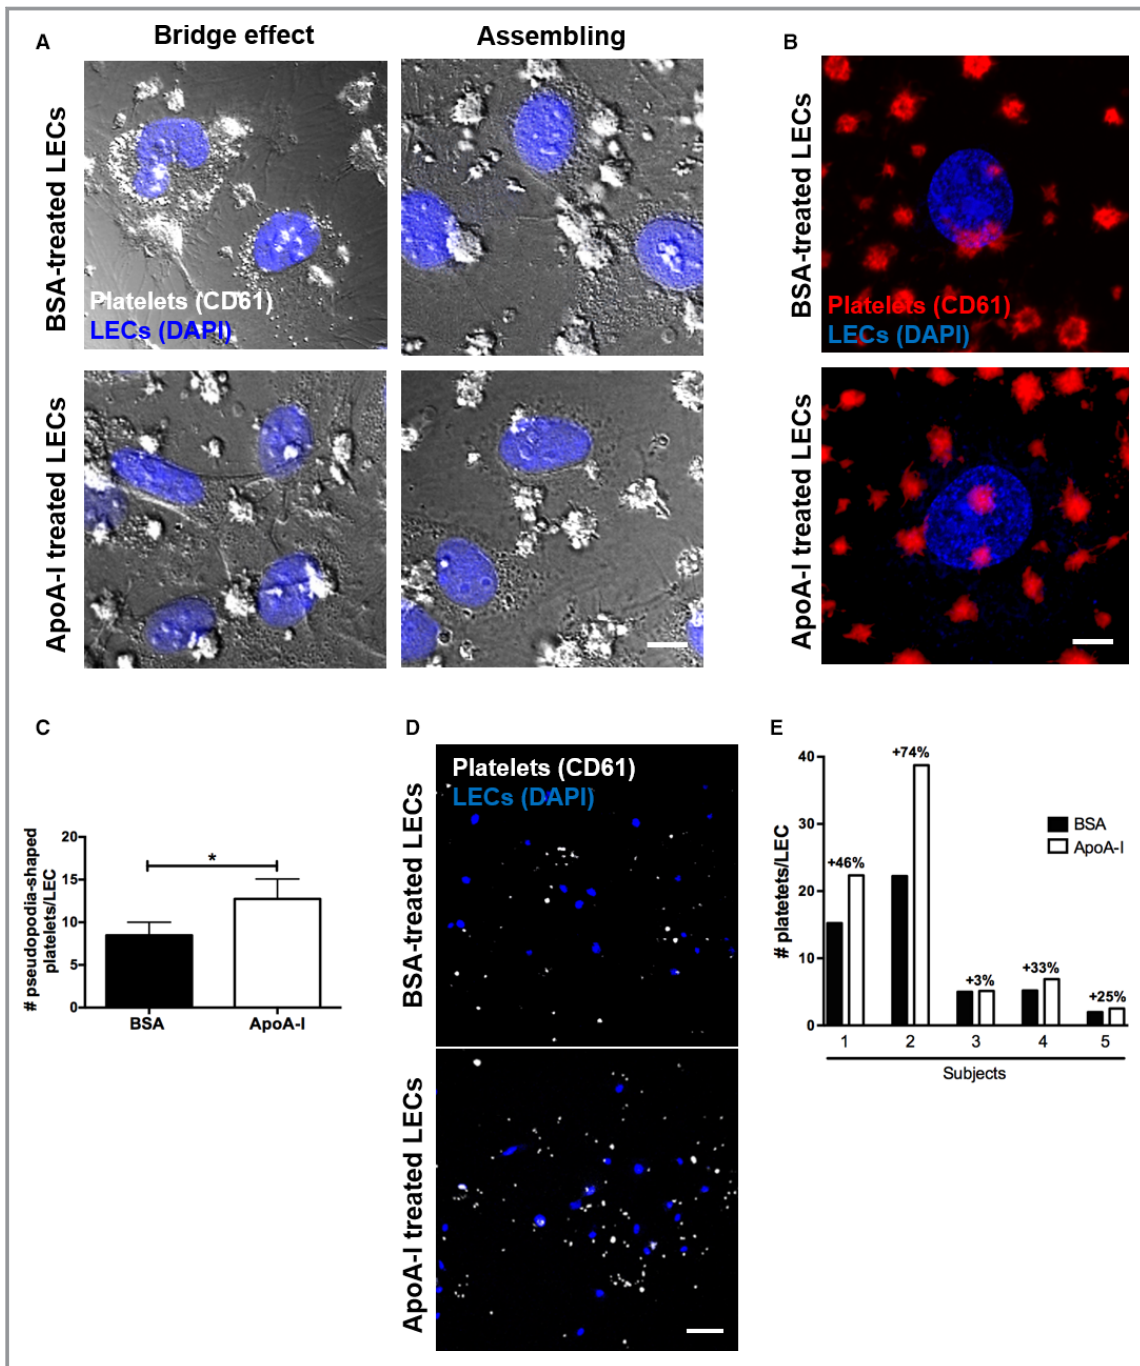 A
Bridge effect
Assembling
BSA-treated LECs
Platelets (CD61)
LECs (DAPI)
ApoA-I treated LECs
B
BSA-treated LECs
Platelets (CD61)
LECs (DAPI)
ApoA-I treated LECs
C
# pseudopodia-shaped
platelets/LEC
20
15
10
5
0
*
BSA
ApoA-I
D
Platelets (CD61)
LECs (DAPI)
BSA-treated LECs
ApoA-I treated LECs
E
# platetets/LEC
40
30
20
10
0
+46%
+74%
+3%
+33%
+25%
BSA
ApoA-I
1 2 3 4 5
Subjects